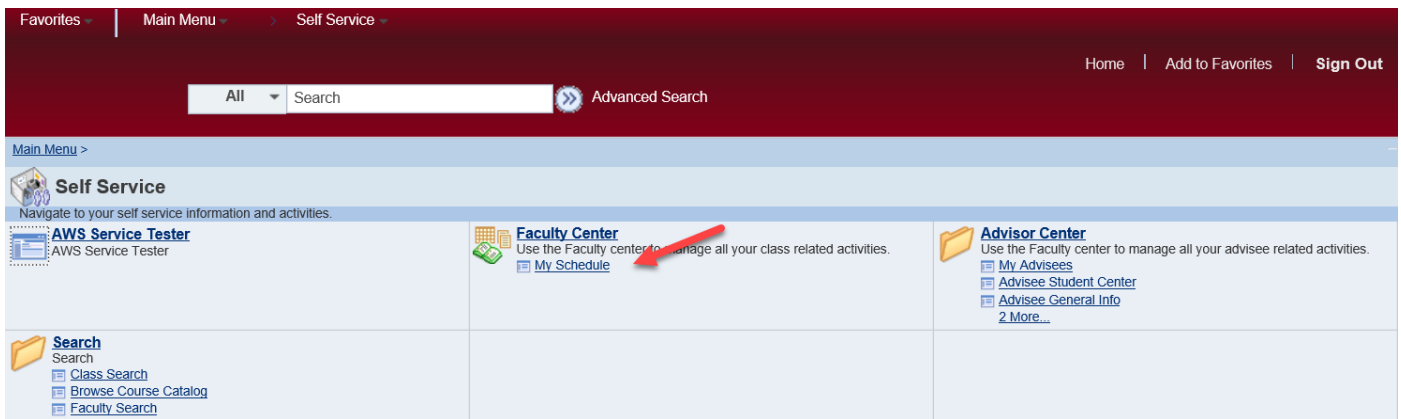 Favorites Main Menu > Self Service
Home Add to Favorites Sign Out
All Search Advanced Search
Main Menu >
Self Service
Navigate to your self service information and activities.
AWS Service Tester
AWS Service Tester
Faculty Center
Use the Faculty center to manage all your class related activities.
My Schedule
Advisor Center
Use the Faculty center to manage all your advisee related activities.
My Advisees
Advisee Student Center
Advisee General Info
2 More...
Search
Search
Class Search
Browse Course Catalog
Faculty Search